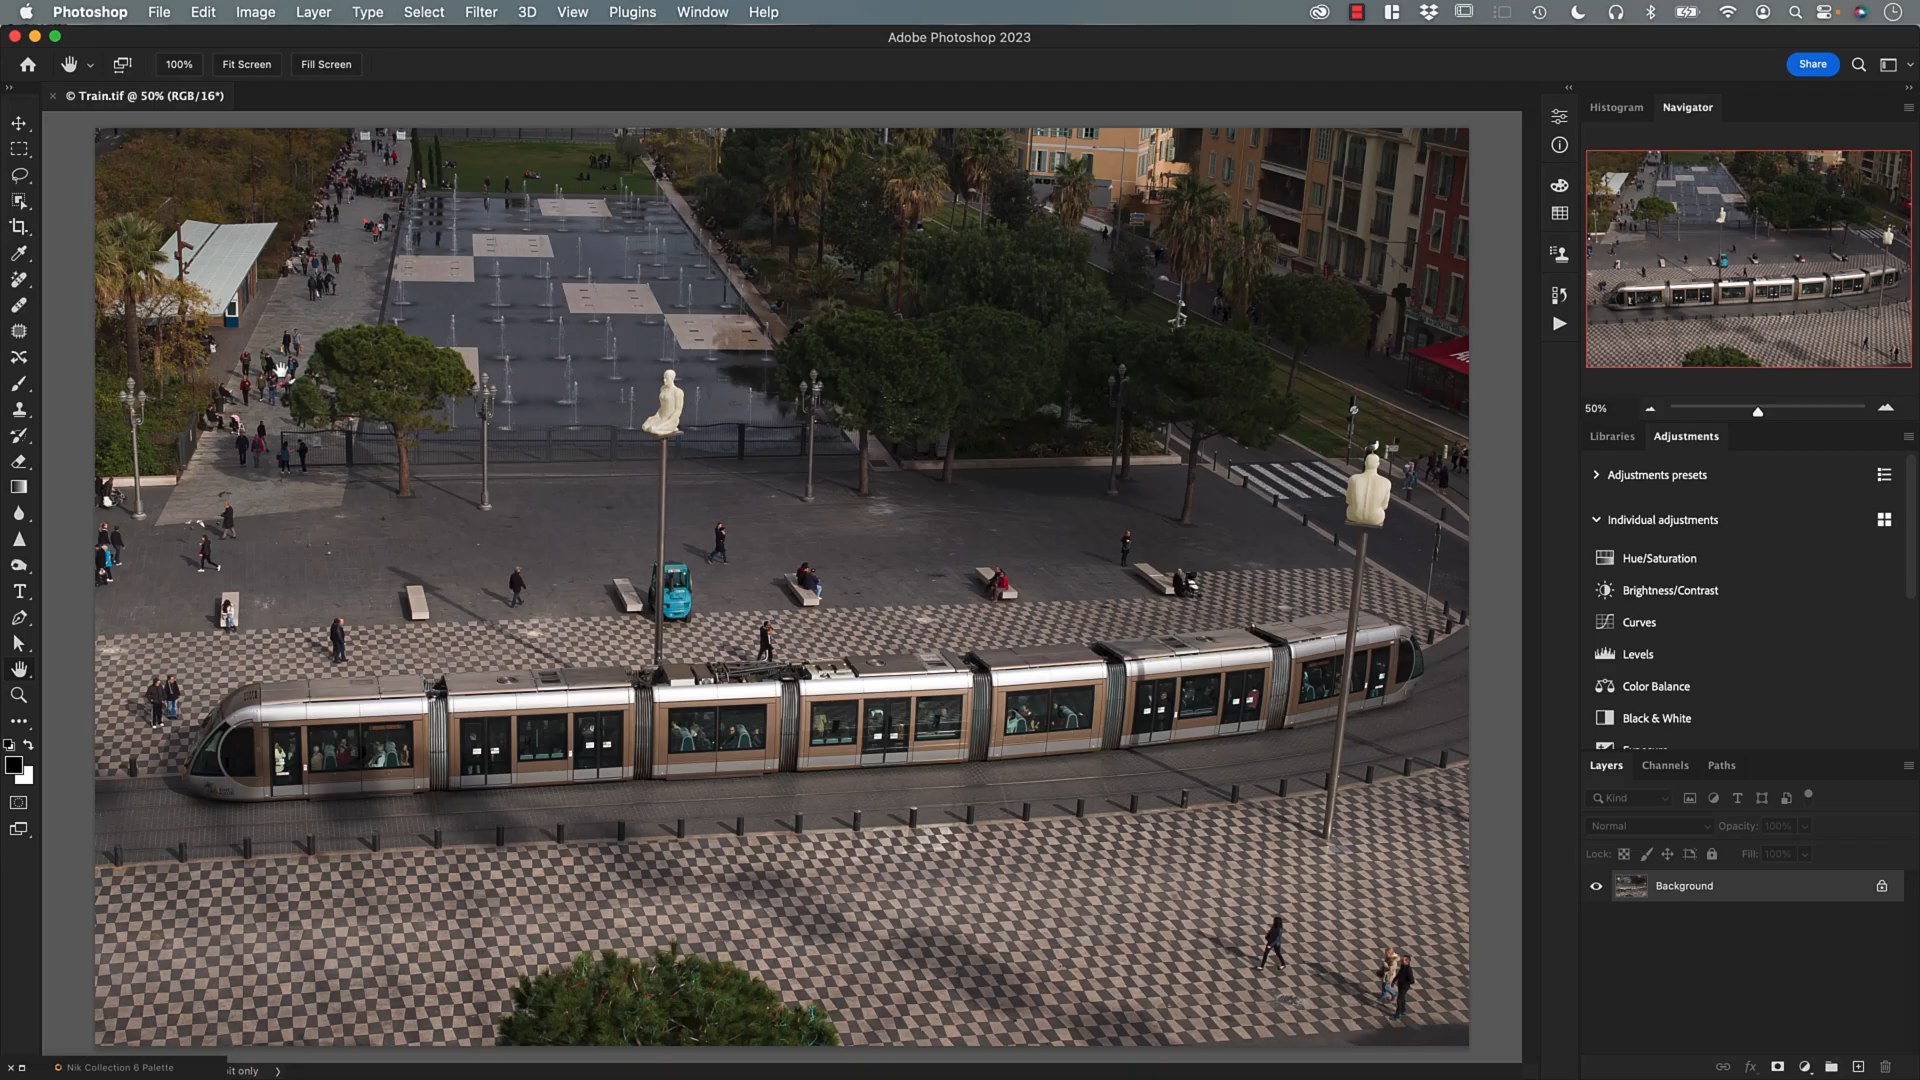 Photoshop File Edit Image Layer Type Select Filter 3D View Plugins Window Help
Adobe Photoshop 2023
100% Fit Screen Fill Screen Share
© Train.tif @ 50% (RGB/16*)
Histogram Navigator
50%
Libraries Adjustments
Adjustments presets
Individual adjustments
Hue/Saturation
Brightness/Contrast
Curves
Levels
Color Balance
Black & White
Layers Channels Paths
Kind
Normal Opacity: 100%
Lock: Fill: 100%
Background
Nik Collection 6 Palette
bit only